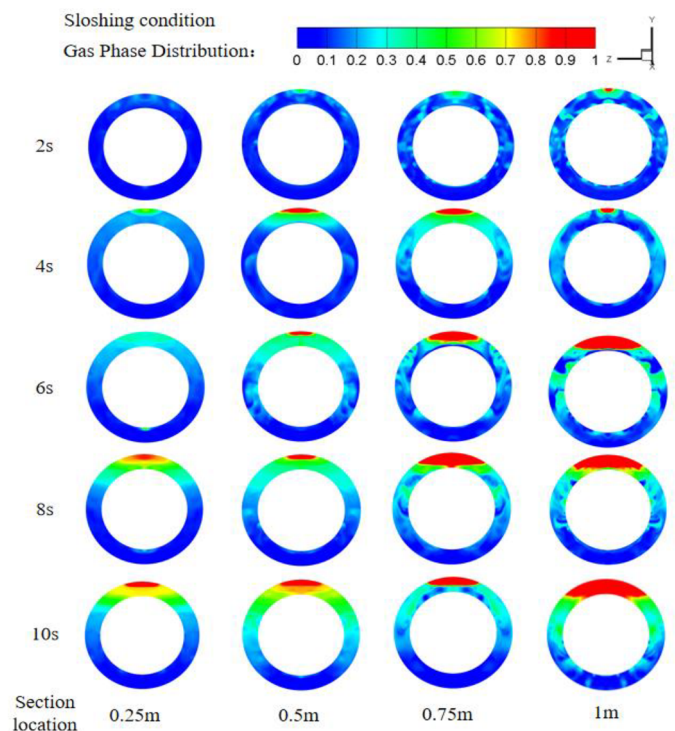 Sloshing condition
Gas Phase Distribution：
0 0.1 0.2 0.3 0.4 0.5 0.6 0.7 0.8 0.9 1
Y
Z
X
2s
4s
6s
8s
10s
Section
location
0.25m 0.5m 0.75m 1m